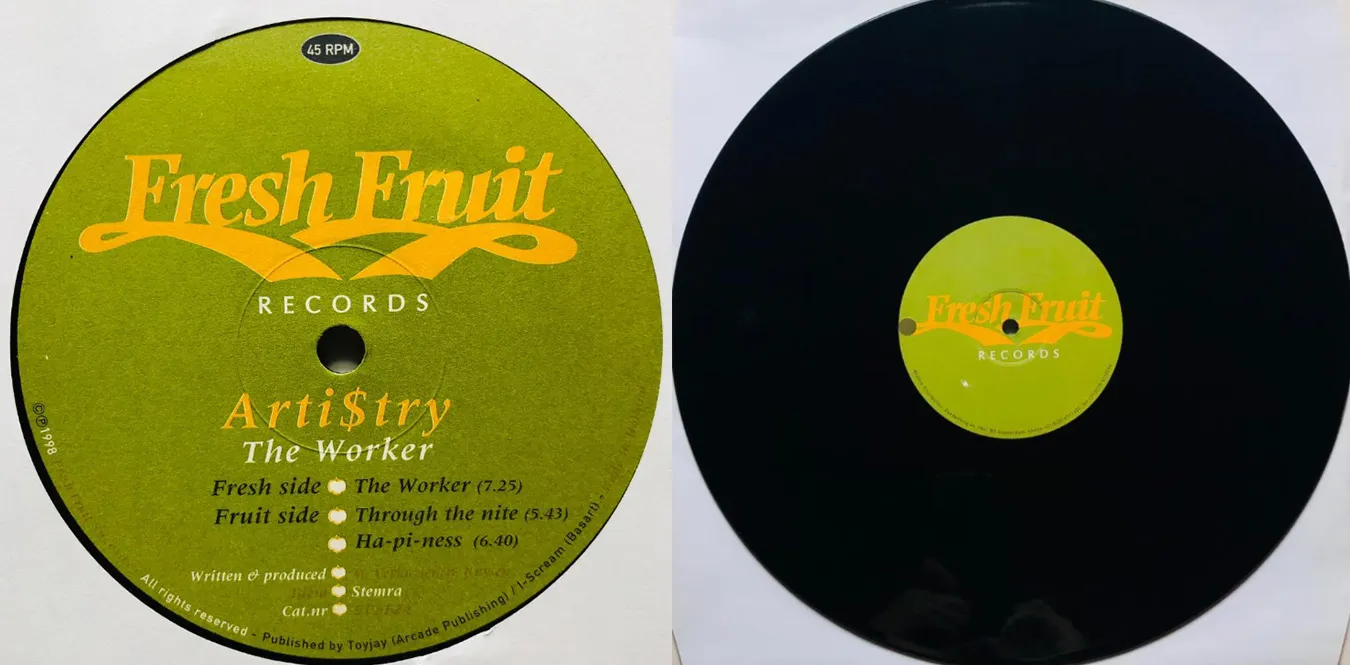 45 RPM
Fresh Fruit
RECORDS
Arti$try
The Worker
Fresh side The Worker (7.25)
Fruit side Through the nite (5.43)
Ha-pi-ness (6.40)
Written & produced
Stemra
Cat.nr
©℗1998
All rights reserved - Published by Toyjay (Arcade Publishing) / I-Scream (Basart) -
Fresh Fruit
RECORDS